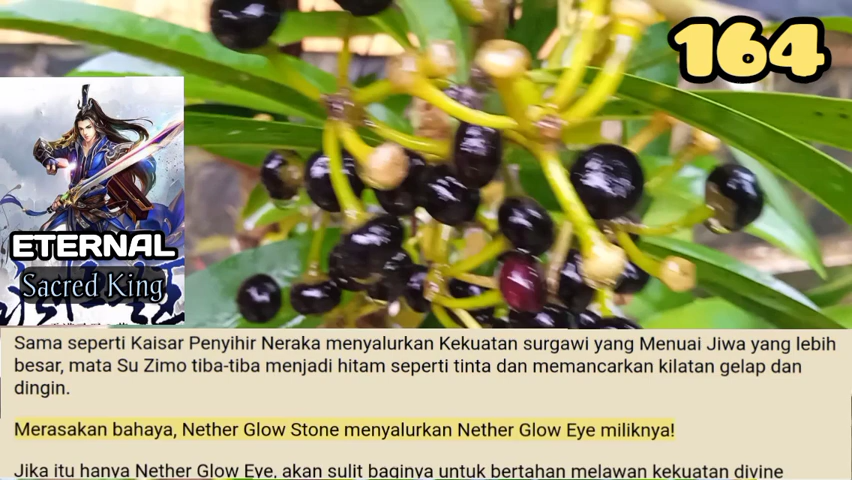 164
ETERNAL
Sacred King
Sama seperti Kaisar Penyihir Neraka menyalurkan Kekuatan surgawi yang Menuai Jiwa yang lebih
besar, mata Su Zimo tiba-tiba menjadi hitam seperti tinta dan memancarkan kilatan gelap dan
dingin.
Merasakan bahaya, Nether Glow Stone menyalurkan Nether Glow Eye miliknya!
Jika itu hanya Nether Glow Eye, akan sulit baginya untuk bertahan melawan kekuatan divine